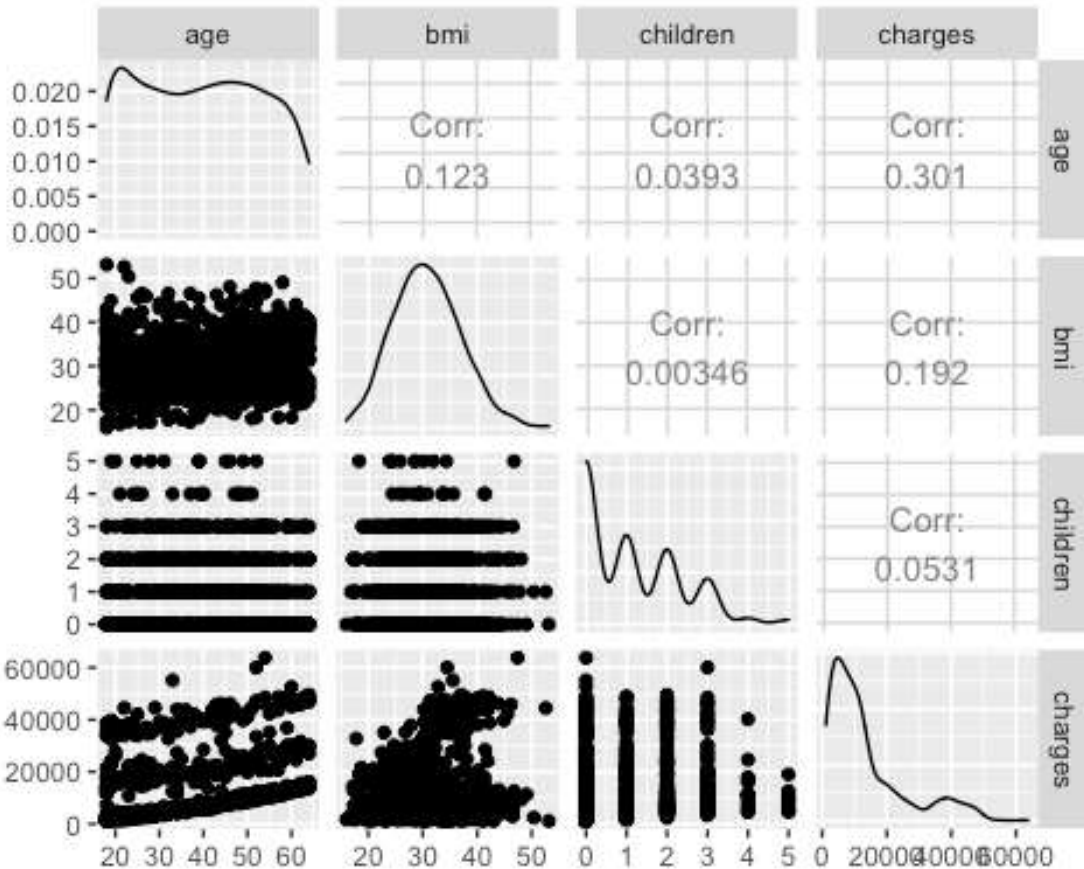 age bmi children charges
0.020
0.015
0.010
0.005
0.000
Corr:
0.123
Corr:
0.0393
Corr:
0.301
age
50
40
30
20
Corr:
0.00346
Corr:
0.192
bmi
5
4
3
2
1
0
Corr:
0.0531
children
60000
40000
20000
0
charges
20 30 40 50 60
20 30 40 50
0 1 2 3 4 5
0 20000 40000 60000